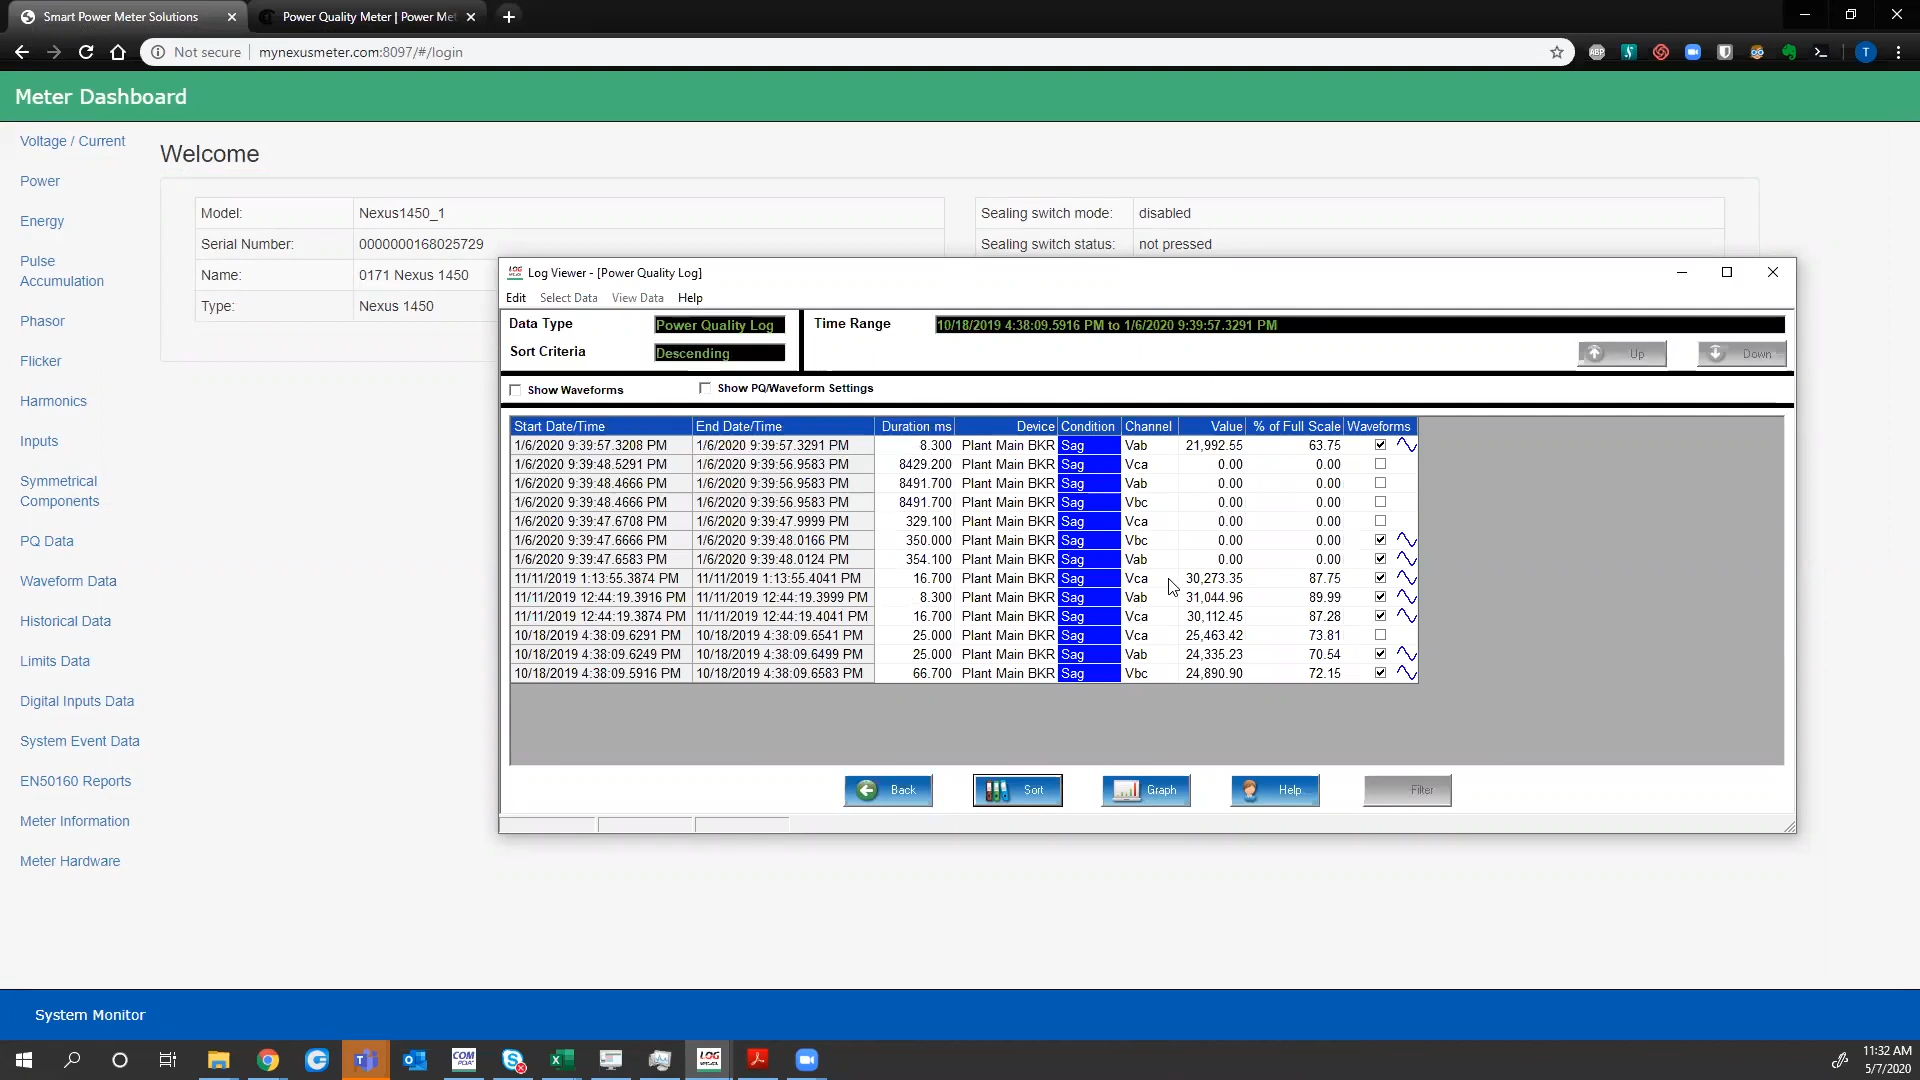 Smart Power Meter Solutions
Power Quality Meter | Power Met
Not secure
mynexusmeter.com:8097/#/login
ABP
T
Meter Dashboard
Voltage / Current
Power
Energy
Pulse
Accumulation
Phasor
Flicker
Harmonics
Inputs
Symmetrical
Components
PQ Data
Waveform Data
Historical Data
Limits Data
Digital Inputs Data
System Event Data
EN50160 Reports
Meter Information
Meter Hardware
Welcome
Model: Nexus1450_1
Serial Number: 0000000168025729
Name: 0171 Nexus 1450
Type: Nexus 1450
Sealing switch mode: disabled
Sealing switch status: not pressed
Log Viewer - [Power Quality Log]
Edit Select Data View Data Help
Data Type Power Quality Log
Sort Criteria Descending
Time Range 10/18/2019 4:38:09.5916 PM to 1/6/2020 9:39:57.3291 PM
Up Down
Show Waveforms Show PQ/Waveform Settings
Start Date/Time End Date/Time Duration ms Device Condition Channel Value % of Full Scale Waveforms
1/6/2020 9:39:57.3208 PM 1/6/2020 9:39:57.3291 PM 8.300 Plant Main BKR Sag Vab 21,992.55 63.75
1/6/2020 9:39:48.5291 PM 1/6/2020 9:39:56.9583 PM 8429.200 Plant Main BKR Sag Vca 0.00 0.00
1/6/2020 9:39:48.4666 PM 1/6/2020 9:39:56.9583 PM 8491.700 Plant Main BKR Sag Vab 0.00 0.00
1/6/2020 9:39:48.4666 PM 1/6/2020 9:39:56.9583 PM 8491.700 Plant Main BKR Sag Vbc 0.00 0.00
1/6/2020 9:39:47.6708 PM 1/6/2020 9:39:47.9999 PM 329.100 Plant Main BKR Sag Vca 0.00 0.00
1/6/2020 9:39:47.6666 PM 1/6/2020 9:39:48.0166 PM 350.000 Plant Main BKR Sag Vbc 0.00 0.00
1/6/2020 9:39:47.6583 PM 1/6/2020 9:39:48.0124 PM 354.100 Plant Main BKR Sag Vab 0.00 0.00
11/11/2019 1:13:55.3874 PM 11/11/2019 1:13:55.4041 PM 16.700 Plant Main BKR Sag Vca 30,273.35 87.75
11/11/2019 12:44:19.3916 PM 11/11/2019 12:44:19.3999 PM 8.300 Plant Main BKR Sag Vab 31,044.96 89.99
11/11/2019 12:44:19.3874 PM 11/11/2019 12:44:19.4041 PM 16.700 Plant Main BKR Sag Vca 30,112.45 87.28
10/18/2019 4:38:09.6291 PM 10/18/2019 4:38:09.6541 PM 25.000 Plant Main BKR Sag Vca 25,463.42 73.81
10/18/2019 4:38:09.6249 PM 10/18/2019 4:38:09.6499 PM 25.000 Plant Main BKR Sag Vab 24,335.23 70.54
10/18/2019 4:38:09.5916 PM 10/18/2019 4:38:09.6583 PM 66.700 Plant Main BKR Sag Vbc 24,890.90 72.15
Back Sort Graph Help Filter
System Monitor
COM
LOG
11:32 AM
5/7/2020